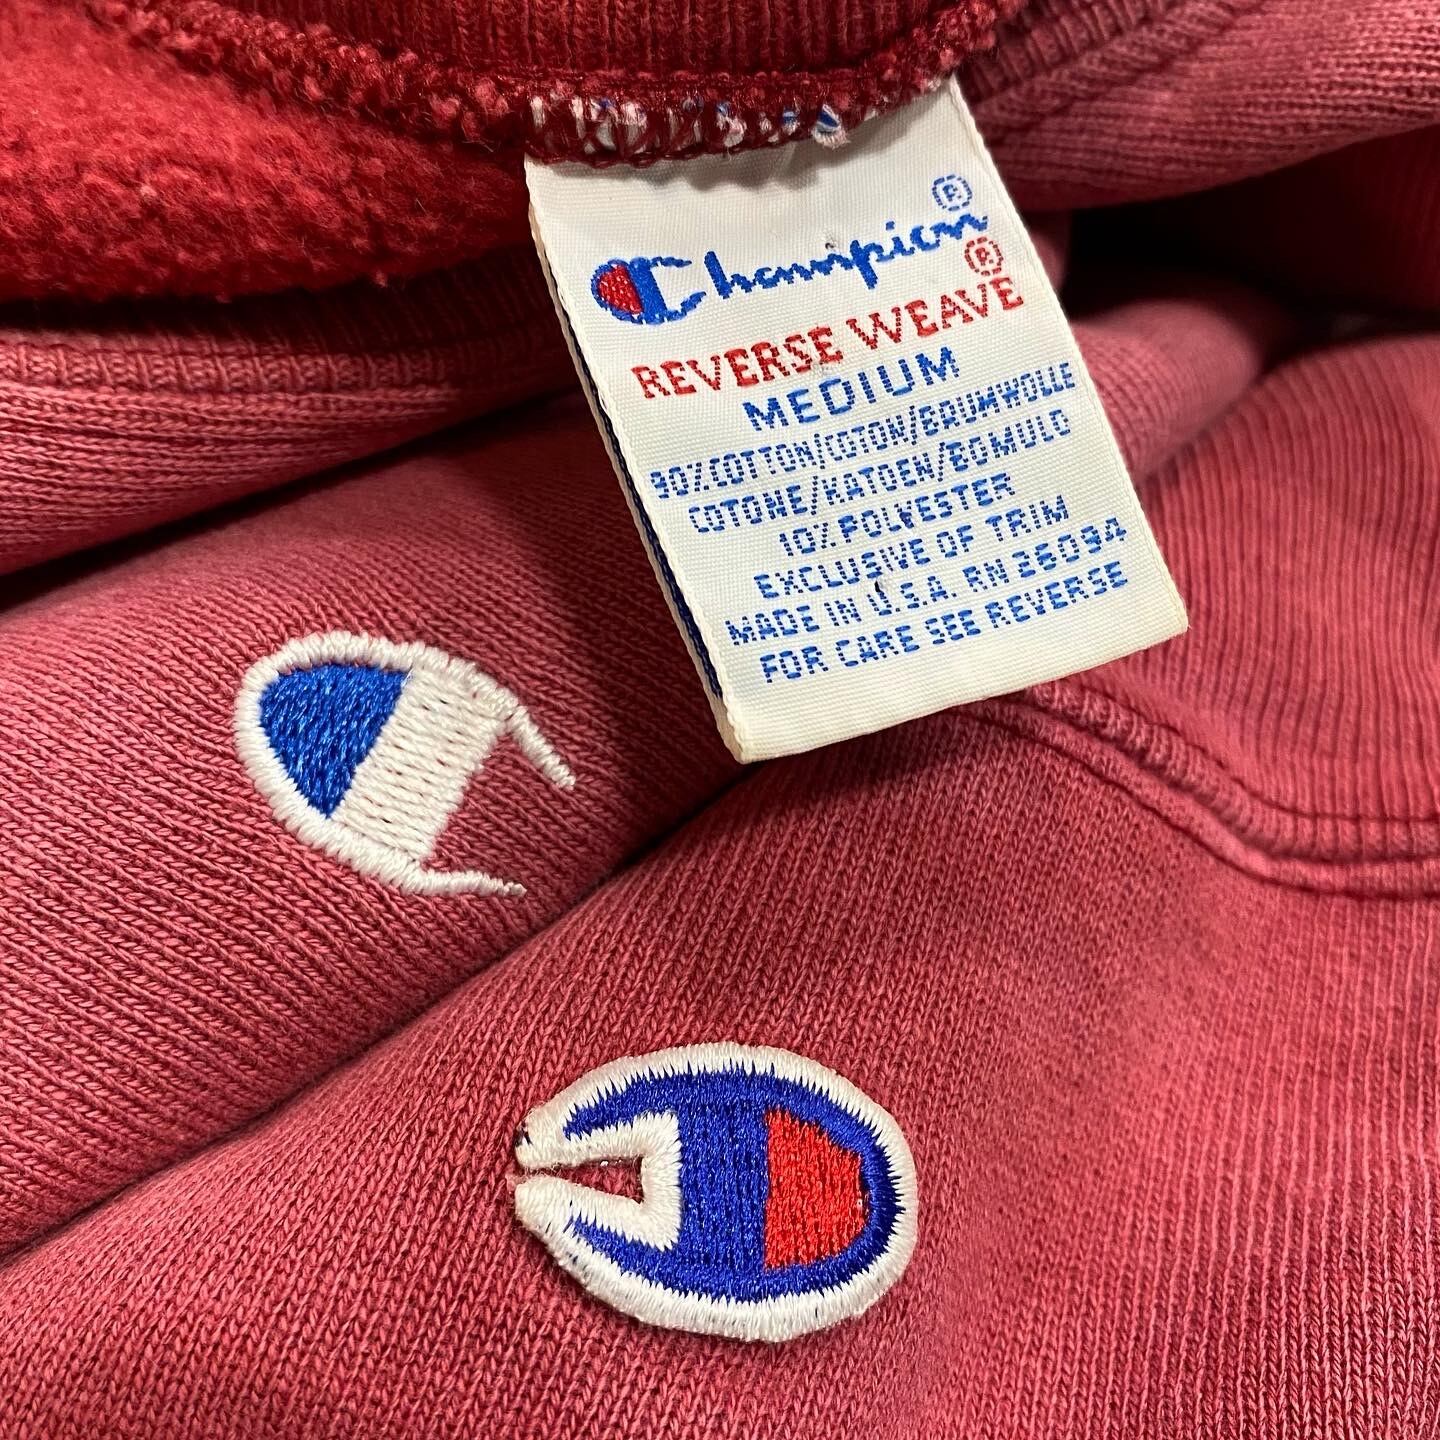 Champion®
REVERSE WEAVE®
MEDIUM
90%COTTON/COTON/BAUMWOLLE
COTONE/KATOEN/BOMULD
10%POLYESTER
EXCLUSIVE OF TRIM
MADE IN U.S.A. RN 26094
FOR CARE SEE REVERSE